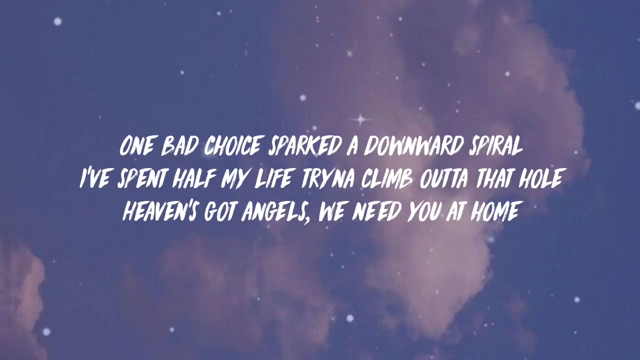 ONE BAD CHOICE SPARKED A DOWNWARD SPIRAL
I'VE SPENT HALF MY LIFE TRYNA CLIMB OUTTA THAT HOLE
HEAVEN'S GOT ANGELS, WE NEED YOU AT HOME